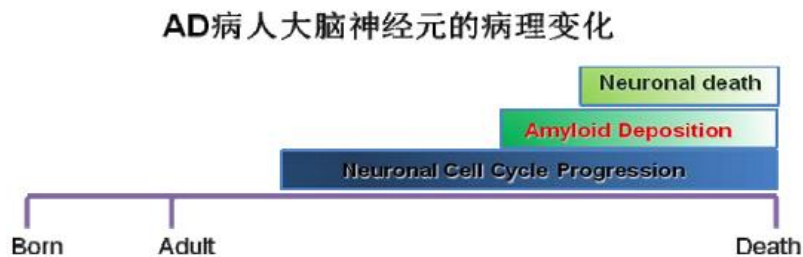 AD病人大脑神经元的病理变化
Neuronal death
Amyloid Deposition
Neuronal Cell Cycle Progression
Born Adult Death